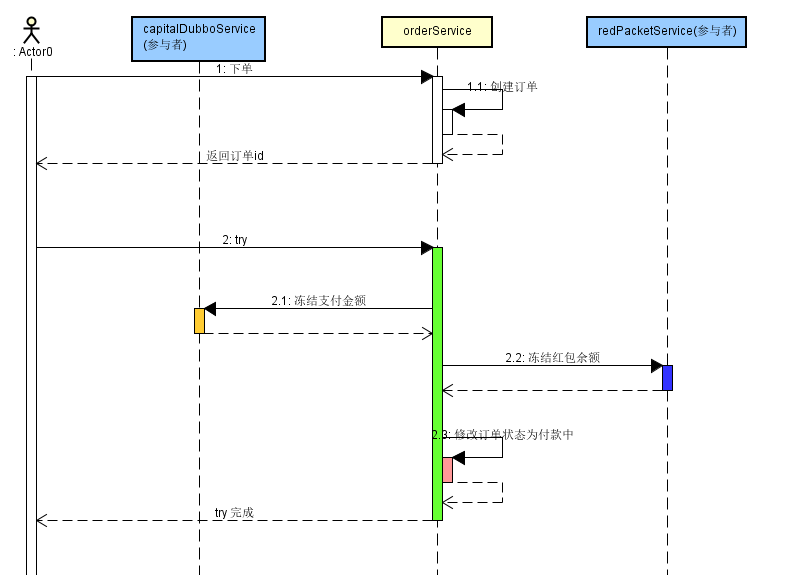 : Actor0
capitalDubboService
(参与者)
orderService
redPacketService(参与者)
1: 下单
1.1: 创建订单
返回订单id
2: try
2.1: 冻结支付金额
2.2: 冻结红包余额
2.3: 修改订单状态为付款中
try 完成